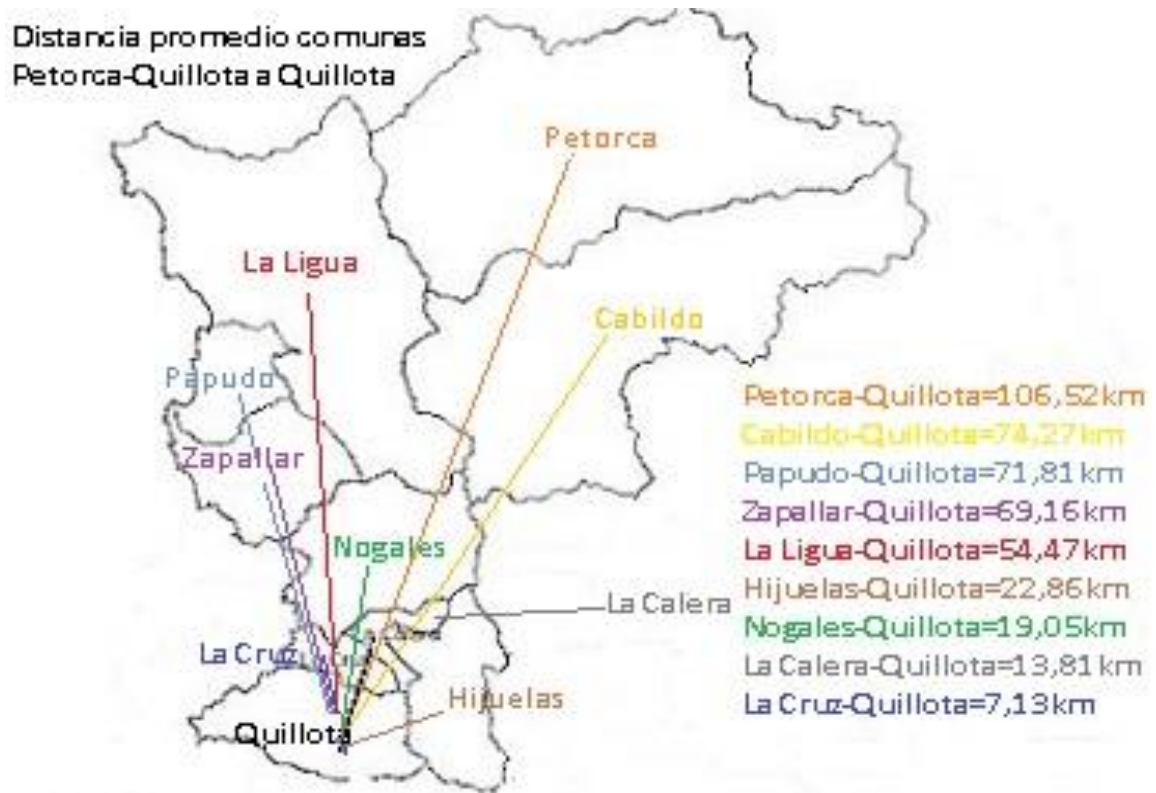 Distancia promedio comunas
Petorca-Quillota a Quillota
Petorca
La Ligua
Cabildo
Papudo
Zapallar
Nogales
La Calera
La Cruz
Hijuelas
Quillota
Petorca-Quillota=106,52km
Cabildo-Quillota=74,27km
Papudo-Quillota=71,81km
Zapallar-Quillota=69,16km
La Ligua-Quillota=54,47km
Hijuelas-Quillota=22,86km
Nogales-Quillota=19,05km
La Calera-Quillota=13,81km
La Cruz-Quillota=7,13km